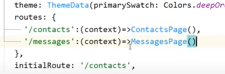 theme: ThemeData(primarySwatch: Colors.deepOr
routes: {
'/contacts':(context)=>ContactsPage(),
'/messages':(context)=>MessagesPage()
},
initialRoute: '/contacts',